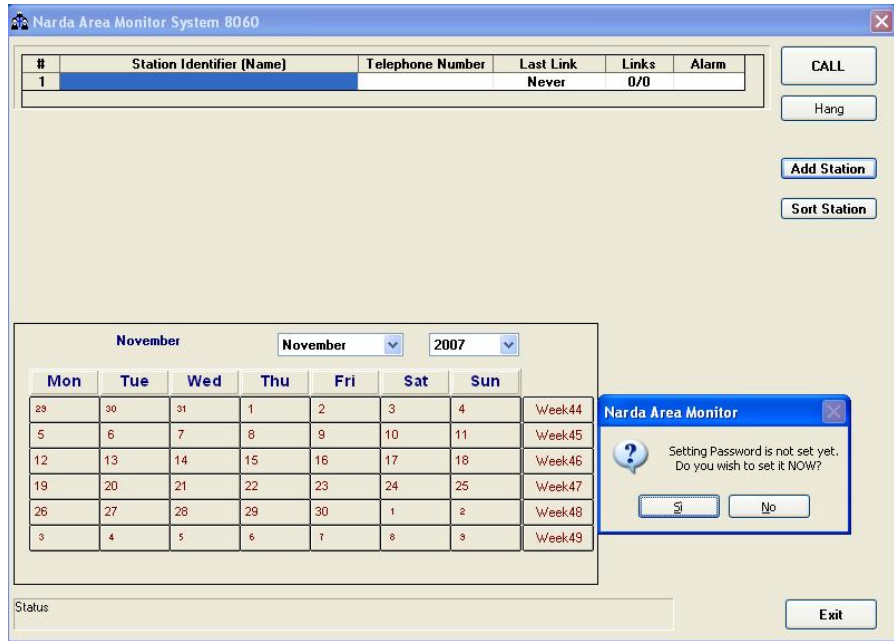 Narda Area Monitor System 8060
# Station Identifier (Name) Telephone Number Last Link Links Alarm
1 Never 0/0
CALL
Hang
Add Station
Sort Station
November November 2007
Mon Tue Wed Thu Fri Sat Sun
29 30 31 1 2 3 4 Week44
5 6 7 8 9 10 11 Week45
12 13 14 15 16 17 18 Week46
19 20 21 22 23 24 25 Week47
26 27 28 29 30 1 2 Week48
3 4 5 6 7 8 9 Week49
Narda Area Monitor
Setting Password is not set yet.
Do you wish to set it NOW?
Sì No
Status
Exit